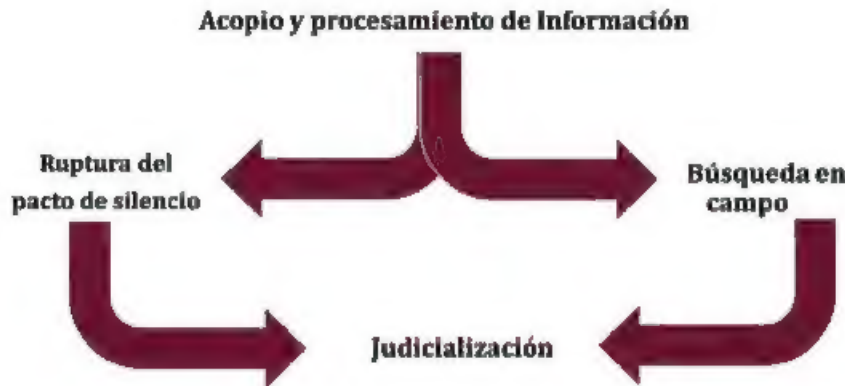 Acopio y procesamiento de Información
Ruptura del
pacto de silencio
Búsqueda en
campo
Judicialización